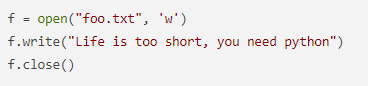 f = open("foo.txt", 'w')
f.write("Life is too short, you need python")
f.close()